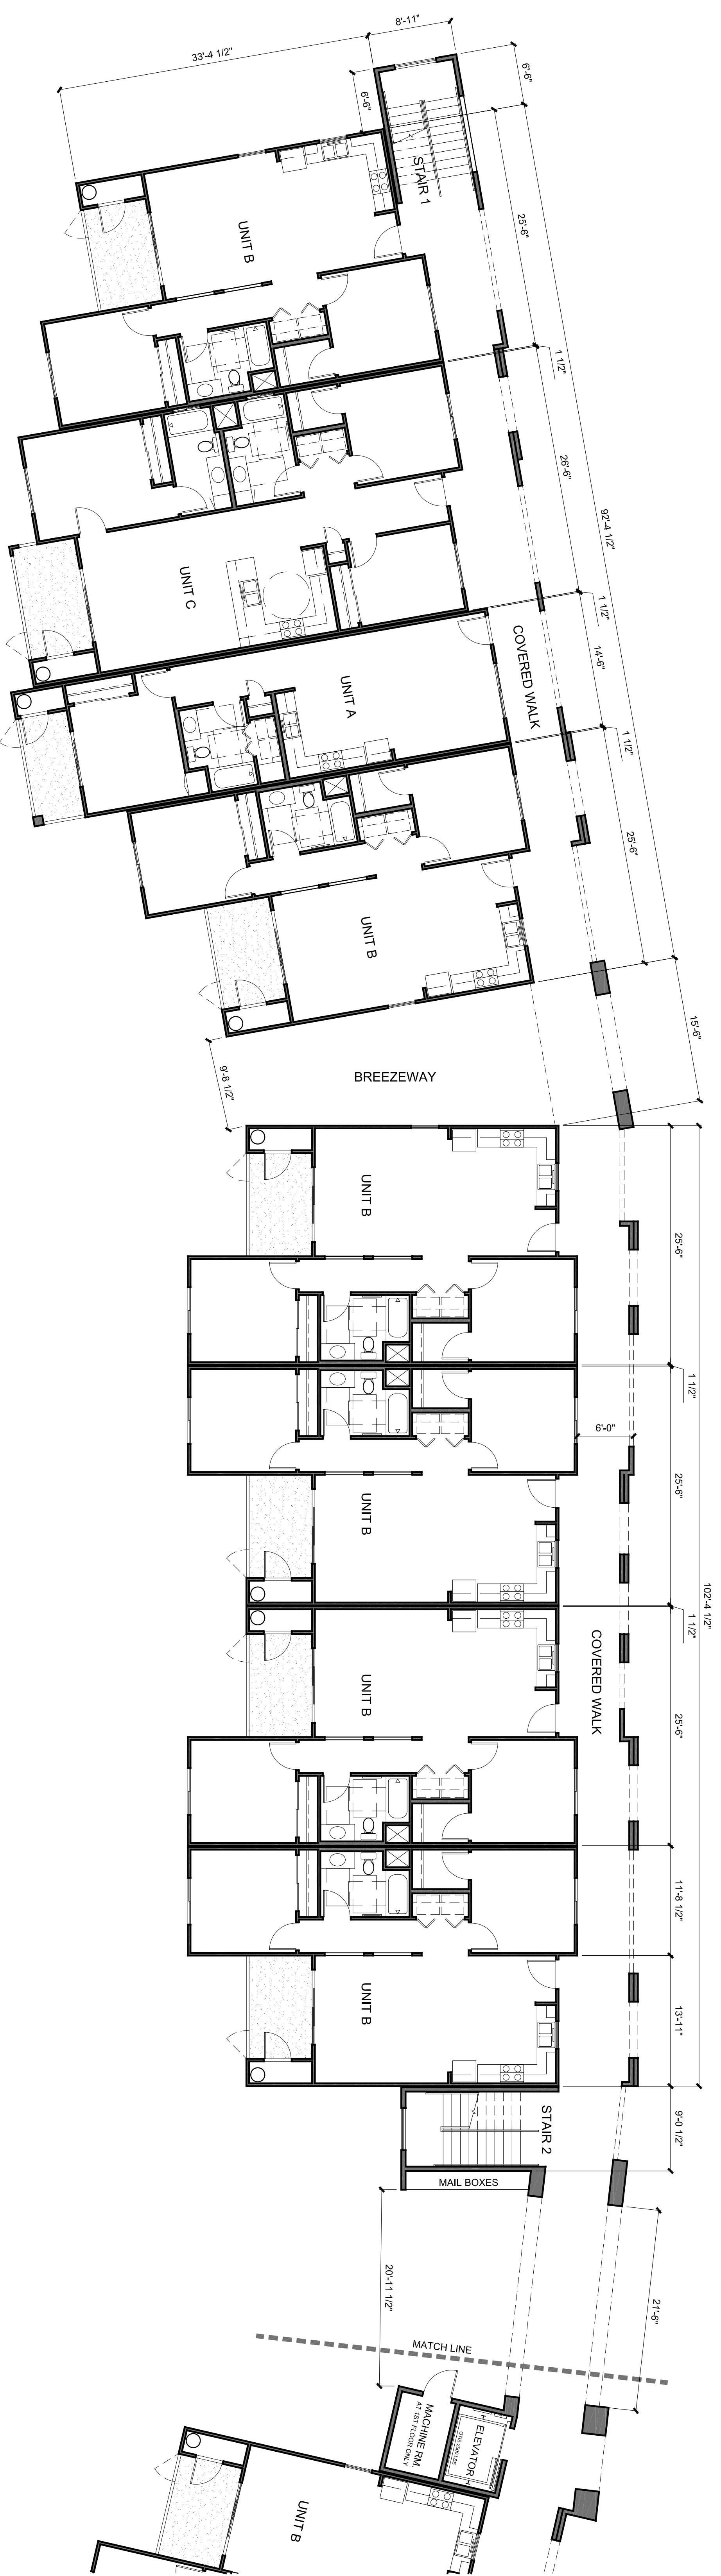 8'-11"
33'-4 1/2"
6'-6"
6'-6"
STAIR 1
25'-6"
UNIT B
1 1/2"
26'-6"
92'-4 1/2"
UNIT C
1 1/2"
COVERED WALK
14'-6"
UNIT A
1 1/2"
25'-6"
UNIT B
15'-6"
9'-8 1/2"
BREEZEWAY
UNIT B
25'-6"
1 1/2"
6'-0"
25'-6"
UNIT B
102'-4 1/2"
1 1/2"
COVERED WALK
UNIT B
25'-6"
11'-8 1/2"
UNIT B
13'-11"
STAIR 2
9'-0 1/2"
MAIL BOXES
20'-11 1/2"
21'-6"
MATCH LINE
MACHINE RM.
AT 1ST FLOOR ONLY
ELEVATOR
OTIS 2500 LBS
UNIT B